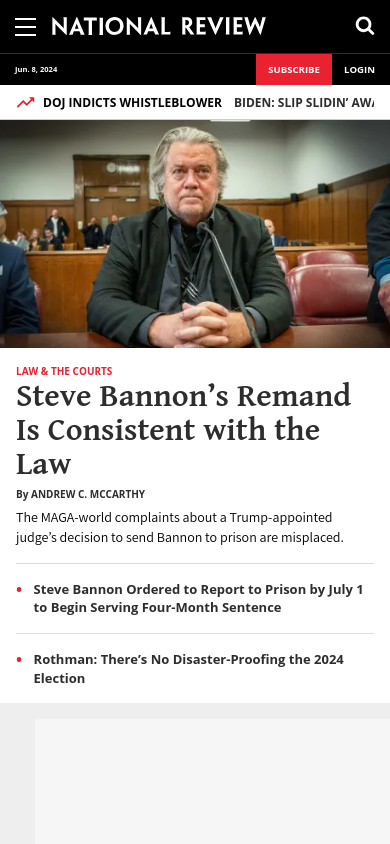 NATIONAL REVIEW
Jun. 8, 2024
SUBSCRIBE
LOGIN
DOJ INDICTS WHISTLEBLOWER
BIDEN: SLIP SLIDIN’
LAW & THE COURTS
Steve Bannon’s Remand
Is Consistent with the
Law
By ANDREW C. MCCARTHY
The MAGA-world complaints about a Trump-appointed
judge’s decision to send Bannon to prison are misplaced.
• Steve Bannon Ordered to Report to Prison by July 1
to Begin Serving Four-Month Sentence
• Rothman: There’s No Disaster-Proofing the 2024
Election